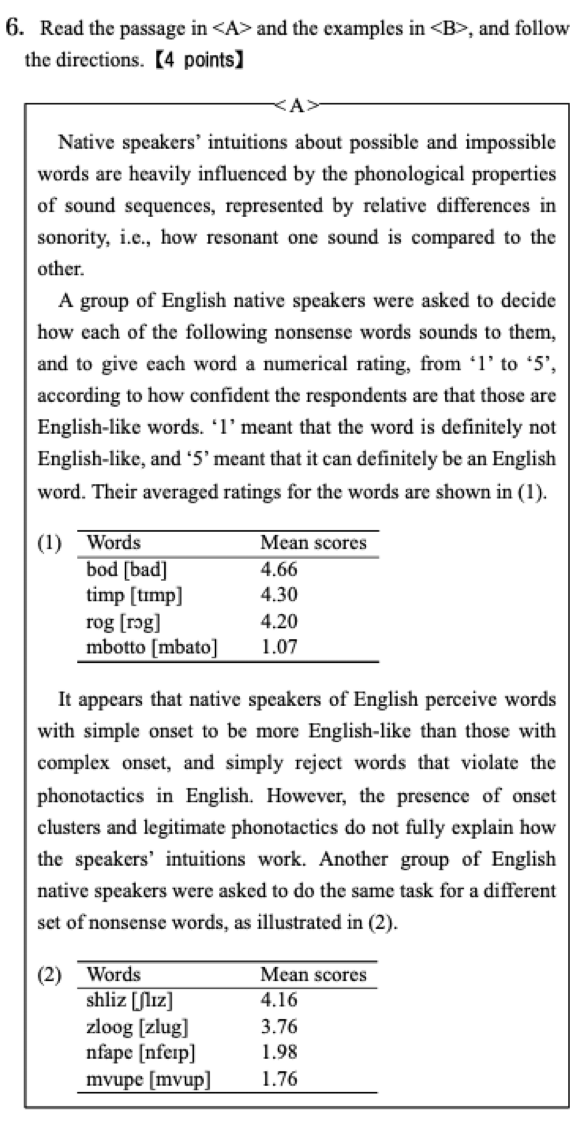 6. Read the passage in <A> and the examples in <B>, and follow
the directions. 【4 points】
<A>
Native speakers’ intuitions about possible and impossible
words are heavily influenced by the phonological properties
of sound sequences, represented by relative differences in
sonority, i.e., how resonant one sound is compared to the
other.
A group of English native speakers were asked to decide
how each of the following nonsense words sounds to them,
and to give each word a numerical rating, from ‘1’ to ‘5’,
according to how confident the respondents are that those are
English-like words. ‘1’ meant that the word is definitely not
English-like, and ‘5’ meant that it can definitely be an English
word. Their averaged ratings for the words are shown in (1).
(1) Words Mean scores
bod [bad] 4.66
timp [tɪmp] 4.30
rog [rɔg] 4.20
mbotto [mbato] 1.07
It appears that native speakers of English perceive words
with simple onset to be more English-like than those with
complex onset, and simply reject words that violate the
phonotactics in English. However, the presence of onset
clusters and legitimate phonotactics do not fully explain how
the speakers’ intuitions work. Another group of English
native speakers were asked to do the same task for a different
set of nonsense words, as illustrated in (2).
(2) Words Mean scores
shliz [ʃlɪz] 4.16
zloog [zlug] 3.76
nfape [nfeɪp] 1.98
mvupe [mvup] 1.76